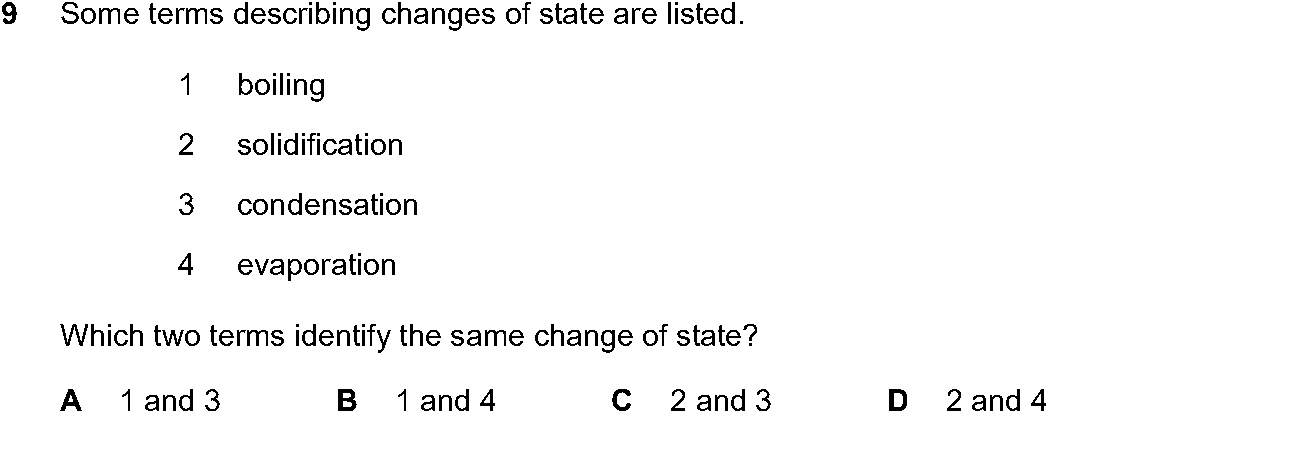 9 Some terms describing changes of state are listed.
1 boiling
2 solidification
3 condensation
4 evaporation
Which two terms identify the same change of state?
A 1 and 3 B 1 and 4 C 2 and 3 D 2 and 4